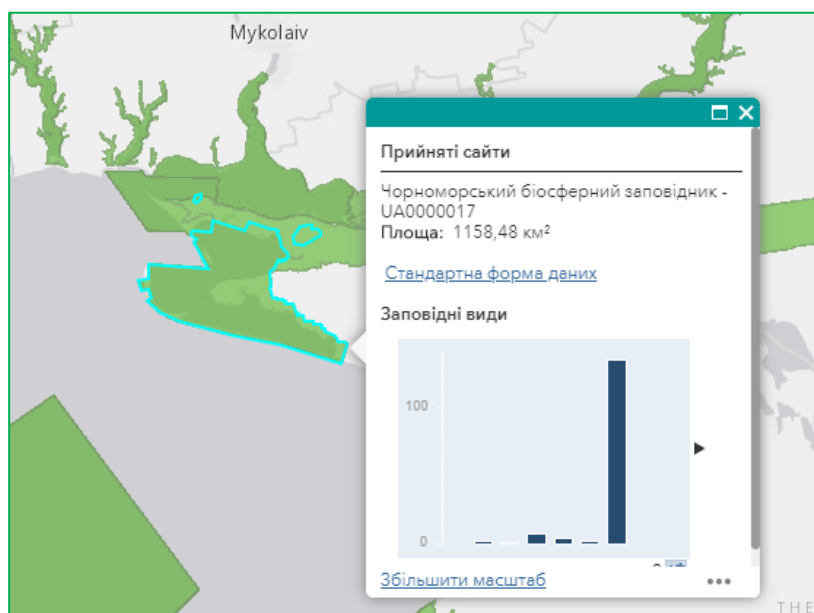 Mykolaiv
Прийняті сайти
Чорноморський біосферний заповідник -
UA0000017
Площа: 1158,48 км²
Стандартна форма даних
Заповідні види
100
0
Збільшити масштаб
THE